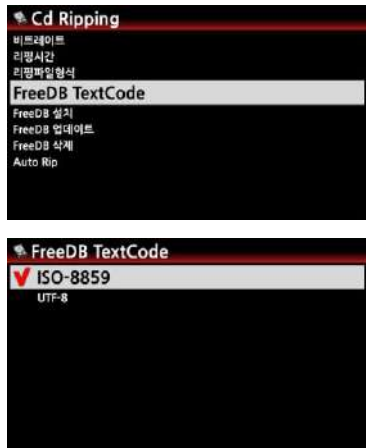 Cd Ripping
비트레이트
리핑시간
리핑파일형식
FreeDB TextCode
FreeDB 설치
FreeDB 업데이트
FreeDB 삭제
Auto Rip
FreeDB TextCode
ISO-8859
UTF-8